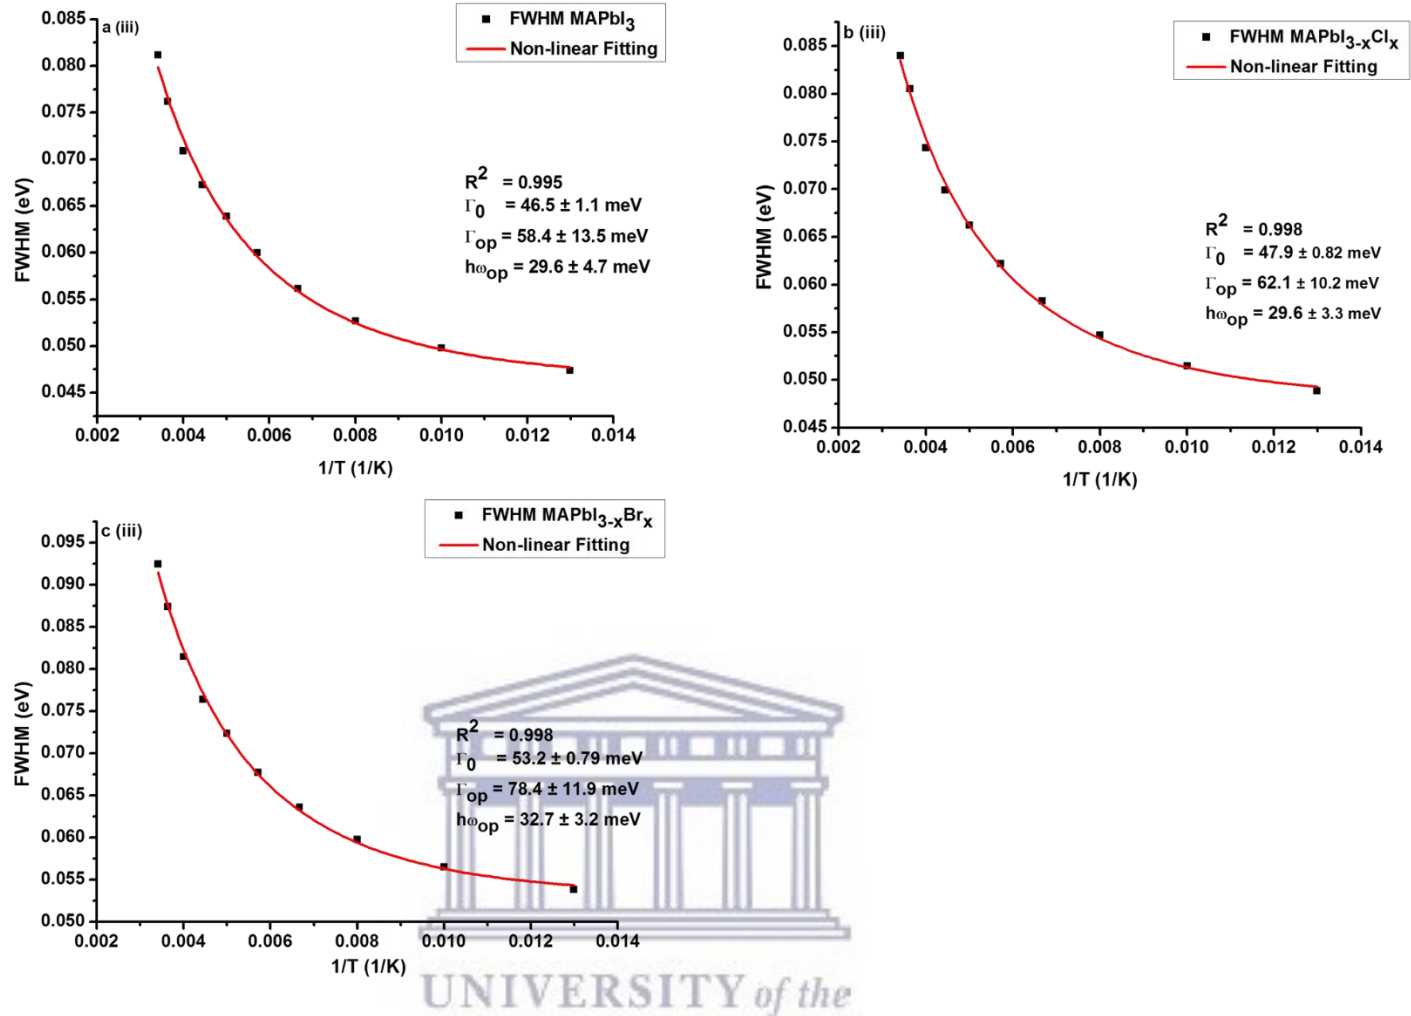 a (iii)
FWHM MAPbI3
Non-linear Fitting
0.085
0.080
0.075
0.070
0.065
0.060
0.055
0.050
0.045
FWHM (eV)
R2 = 0.995
Γ0 = 46.5 ± 1.1 meV
Γop = 58.4 ± 13.5 meV
hωop = 29.6 ± 4.7 meV
0.002 0.004 0.006 0.008 0.010 0.012 0.014
1/T (1/K)
b (iii)
FWHM MAPbI3-xClx
Non-linear Fitting
0.085
0.080
0.075
0.070
0.065
0.060
0.055
0.050
0.045
FWHM (eV)
R2 = 0.998
Γ0 = 47.9 ± 0.82 meV
Γop = 62.1 ± 10.2 meV
hωop = 29.6 ± 3.3 meV
0.002 0.004 0.006 0.008 0.010 0.012 0.014
1/T (1/K)
c (iii)
FWHM MAPbI3-xBrx
Non-linear Fitting
0.095
0.090
0.085
0.080
0.075
0.070
0.065
0.060
0.055
0.050
FWHM (eV)
R2 = 0.998
Γ0 = 53.2 ± 0.79 meV
Γop = 78.4 ± 11.9 meV
hωop = 32.7 ± 3.2 meV
0.002 0.004 0.006 0.008 0.010 0.012 0.014
1/T (1/K)
UNIVERSITY of the